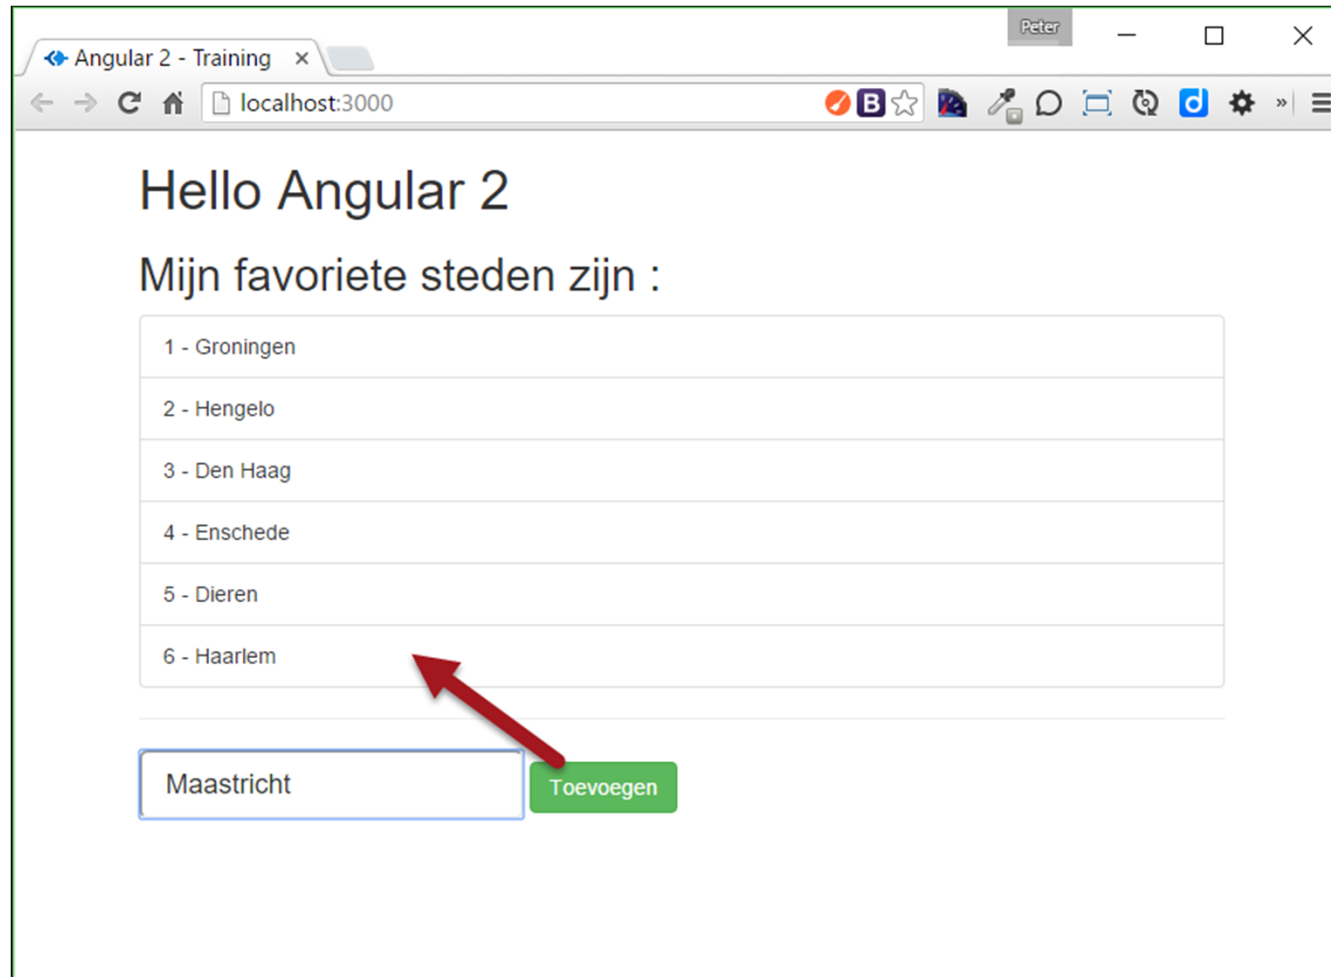 Peter
Angular 2 - Training
localhost:3000
B
d
»
Hello Angular 2
Mijn favoriete steden zijn :
1 - Groningen
2 - Hengelo
3 - Den Haag
4 - Enschede
5 - Dieren
6 - Haarlem
Maastricht
Toevoegen